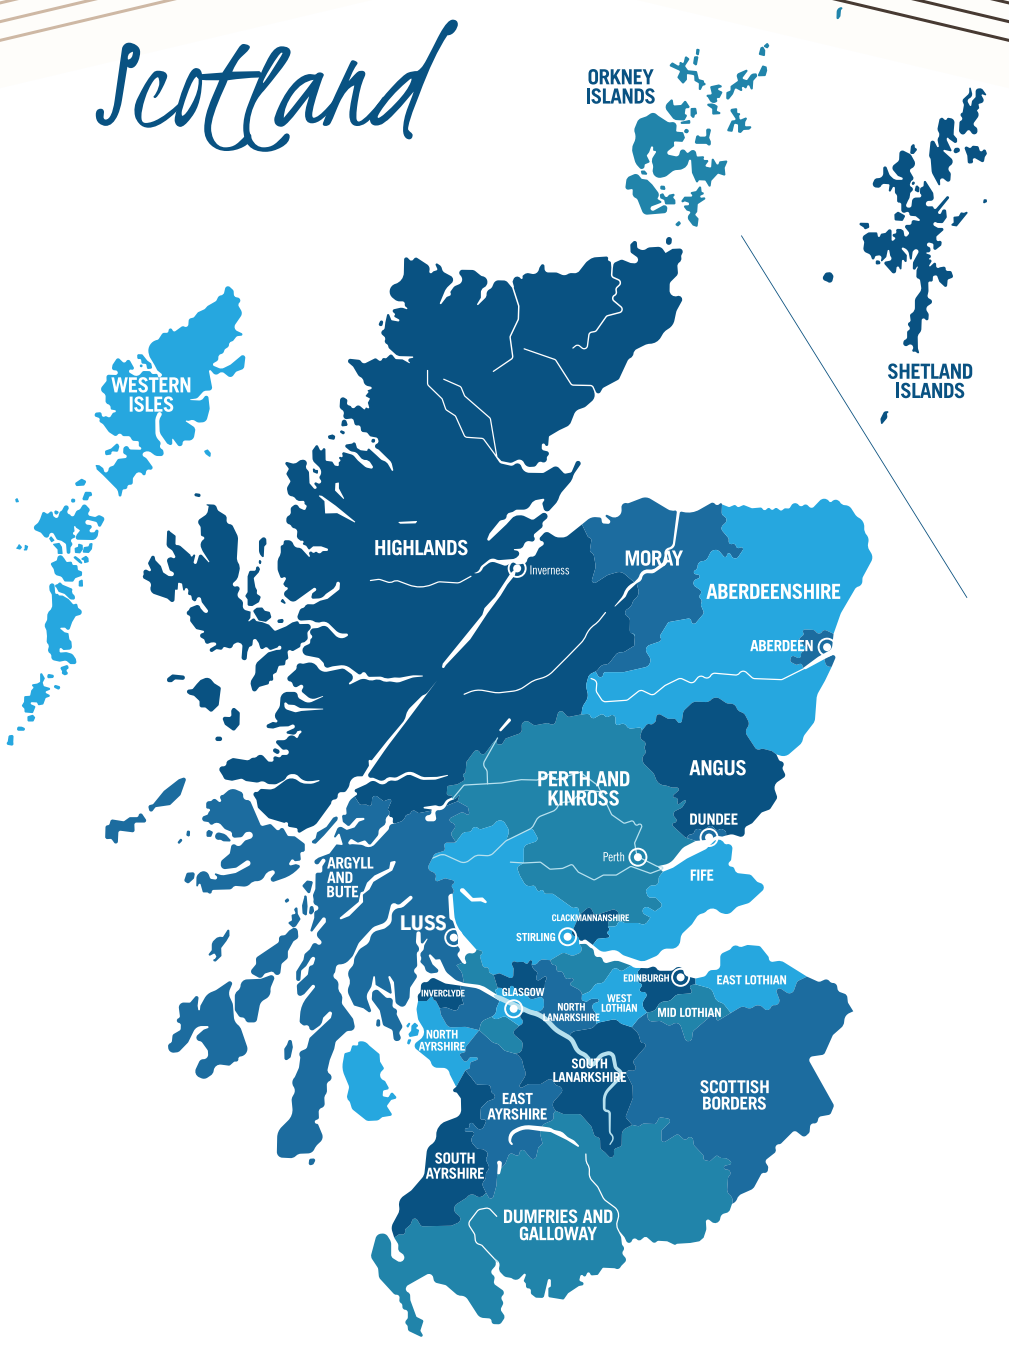 Scotland
ORKNEY
ISLANDS
SHETLAND
ISLANDS
WESTERN
ISLES
HIGHLANDS
Inverness
MORAY
ABERDEENSHIRE
ABERDEEN
ANGUS
PERTH AND
KINROSS
DUNDEE
Perth
FIFE
ARGYLL
AND
BUTE
LUSS
CLACKMANNANSHIRE
STIRLING
EDINBURGH
EAST LOTHIAN
INVERCLYDE
GLASGOW
WEST
LOTHIAN
NORTH
LANARKSHIRE
MID LOTHIAN
NORTH
AYRSHIRE
SOUTH
LANARKSHIRE
SCOTTISH
BORDERS
EAST
AYRSHIRE
SOUTH
AYRSHIRE
DUMFRIES AND
GALLOWAY